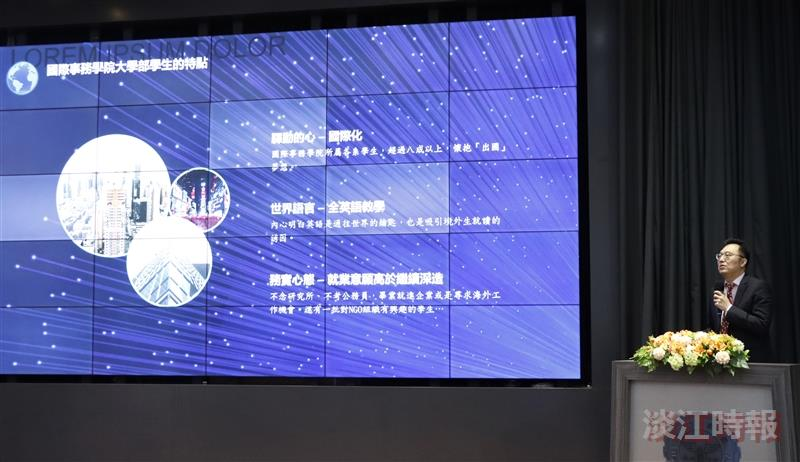 LOREM IPSUM DOLOR
國際事務學院大學部學生的特點
驛動的心 – 國際化
國際事務學院所屬各系學生，超過八成以上，懷抱「出國」
夢想。
世界語言 – 全英語教學
內心明白英語是通往世界的鑰匙，也是吸引境外生就讀的
誘因。
務實心態 – 就業意願高於繼續深造
不念研究所，不考公務員，畢業就進企業或是尋求海外工
作機會，還有一批對NGO組織有興趣的學生…
淡江時報